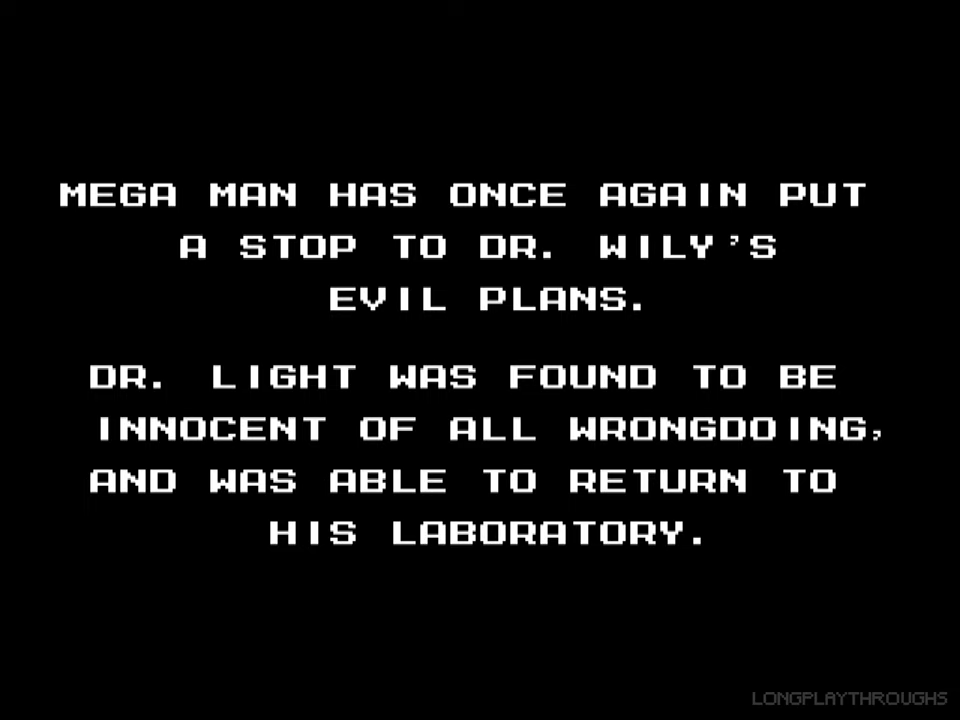 MEGA MAN HAS ONCE AGAIN PUT
A STOP TO DR. WILY'S
EVIL PLANS.
DR. LIGHT WAS FOUND TO BE
INNOCENT OF ALL WRONGDOING,
AND WAS ABLE TO RETURN TO
HIS LABORATORY.
LONGPLAYTHROUGHS